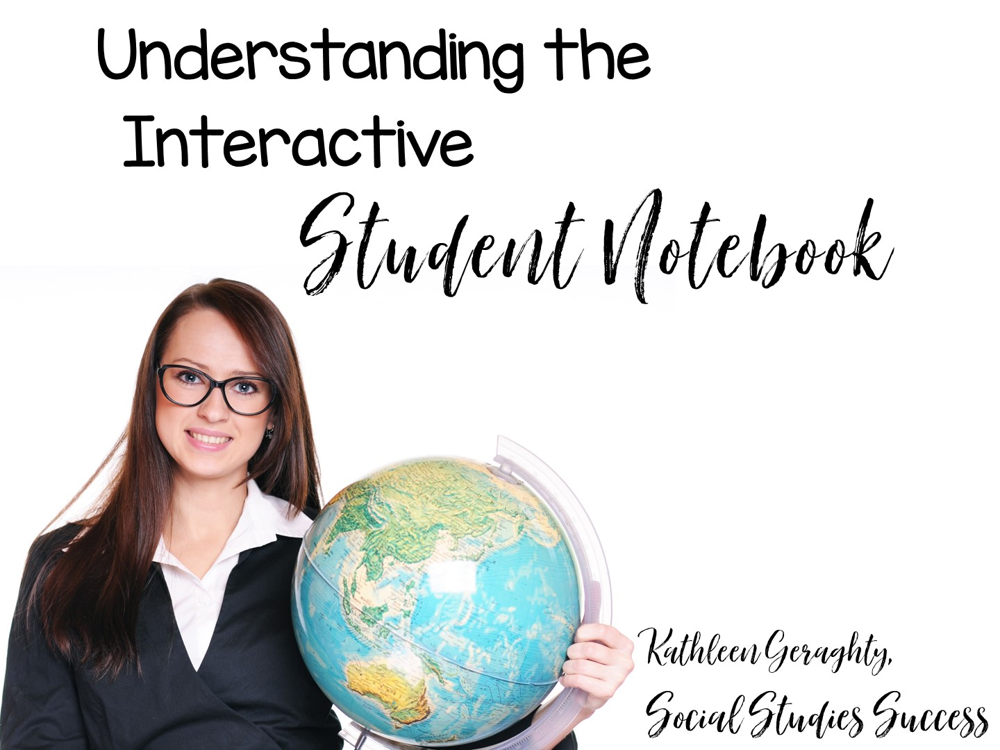 Understanding the
Interactive
Student Notebook
Kathleen Geraghty,
Social Studies Success